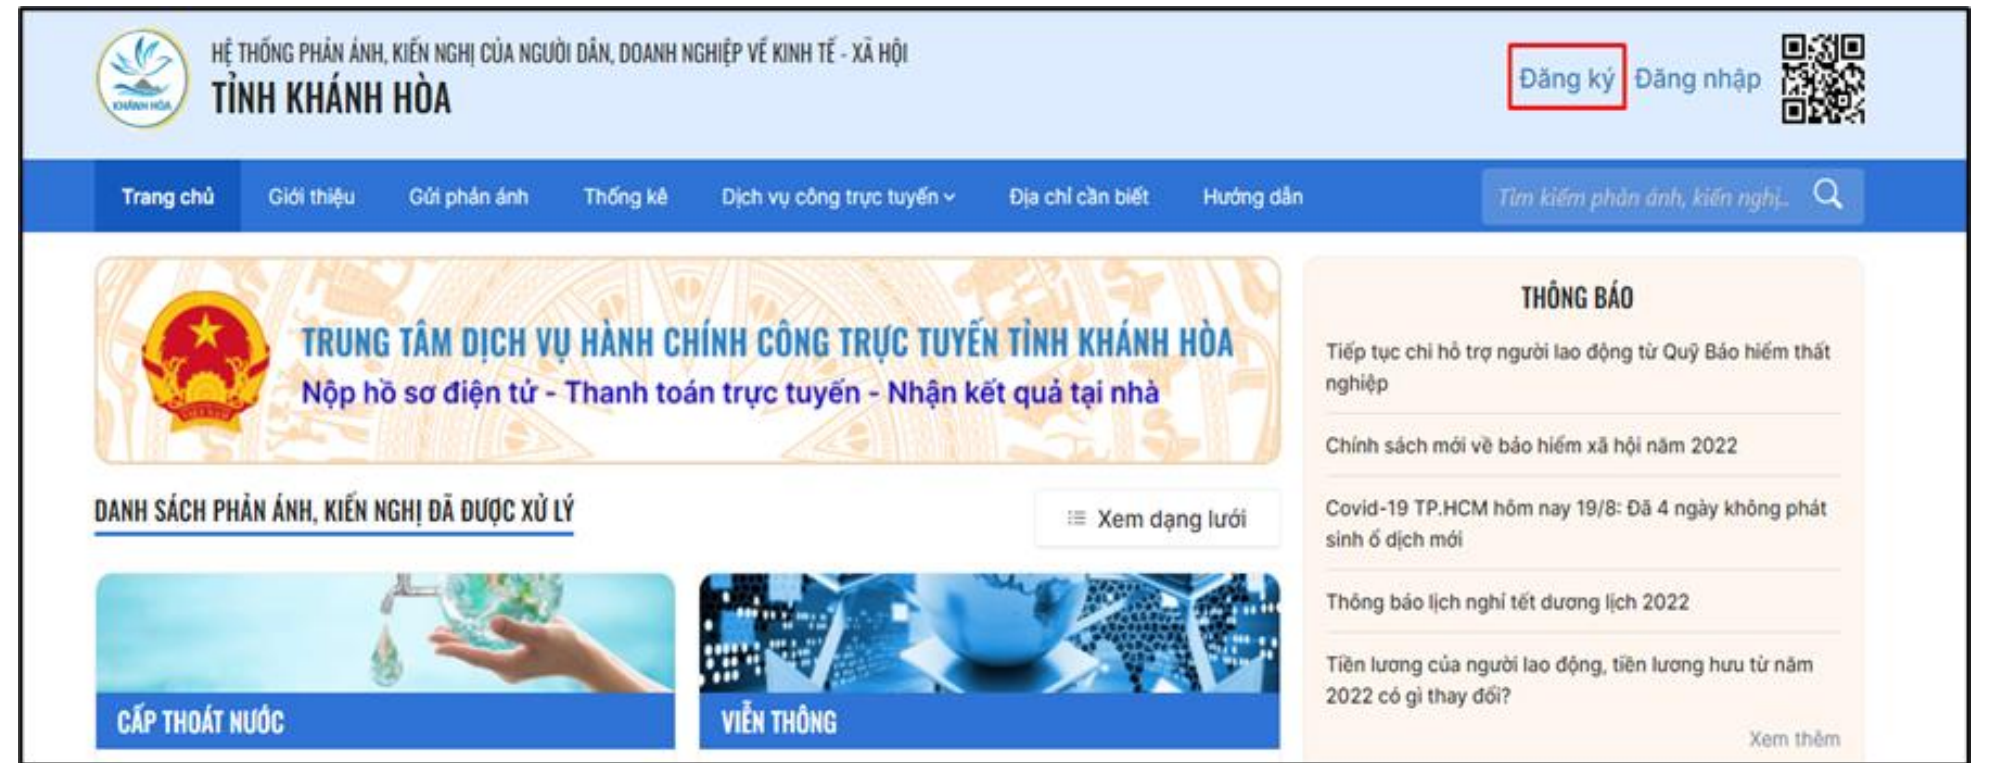 HỆ THỐNG PHẢN ÁNH, KIẾN NGHỊ CỦA NGƯỜI DÂN, DOANH NGHIỆP VỀ KINH TẾ - XÃ HỘI
TỈNH KHÁNH HÒA
KHÁNH HÒA
Đăng ký Đăng nhập
Trang chủ Giới thiệu Gửi phản ánh Thống kê Dịch vụ công trực tuyến Địa chỉ cần biết Hướng dẫn Tìm kiếm phản ánh, kiến nghị..
TRUNG TÂM DỊCH VỤ HÀNH CHÍNH CÔNG TRỰC TUYẾN TỈNH KHÁNH HÒA
Nộp hồ sơ điện tử - Thanh toán trực tuyến - Nhận kết quả tại nhà
DANH SÁCH PHẢN ÁNH, KIẾN NGHỊ ĐÃ ĐƯỢC XỬ LÝ
Xem dạng lưới
CẤP THOÁT NƯỚC
VIỄN THÔNG
THÔNG BÁO
Tiếp tục chi hỗ trợ người lao động từ Quỹ Bảo hiểm thất
nghiệp
Chính sách mới về bảo hiểm xã hội năm 2022
Covid-19 TP.HCM hôm nay 19/8: Đã 4 ngày không phát
sinh ổ dịch mới
Thông báo lịch nghỉ tết dương lịch 2022
Tiền lương của người lao động, tiền lương hưu từ năm
2022 có gì thay đổi?
Xem thêm